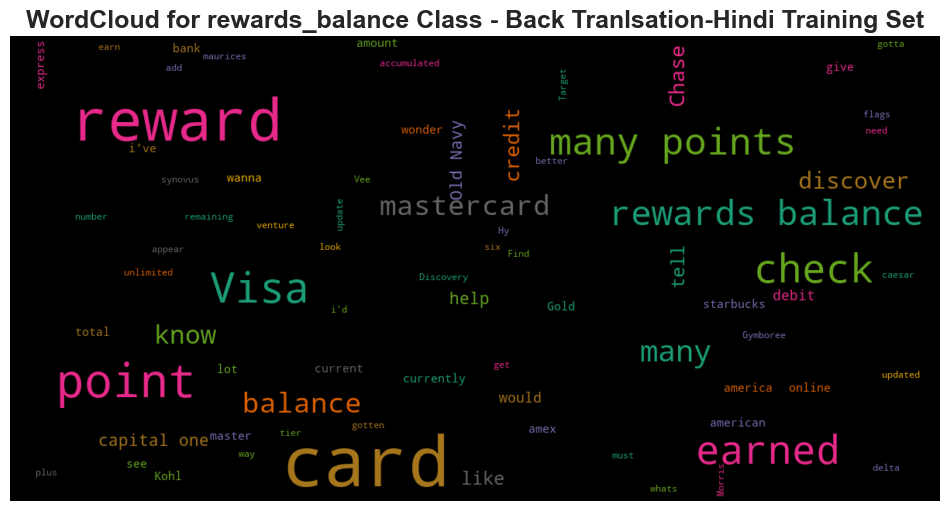 WordCloud for rewards_balance Class - Back Tranlsation-Hindi Training Set
earn
bank
amount
gotta
express
add
maurices
accumulated
Target
Chase
give
reward
i've
wonder
Old Navy
credit
many points
better
flags
need
synovus
wanna
Vee
mastercard
discover
number
remaining
venture
update
Hy
rewards balance
appear
look
six
Find
tell
check
unlimited
Visa
Discovery
caesar
i'd
help
Gold
starbucks
debit
total
know
Gymboree
point
lot
current
currently
get
many
updated
balance
would
america
online
capital one
master
tier
gotten
amex
american
see
way
card
like
must
earned
plus
Kohl
whats
Morris
delta